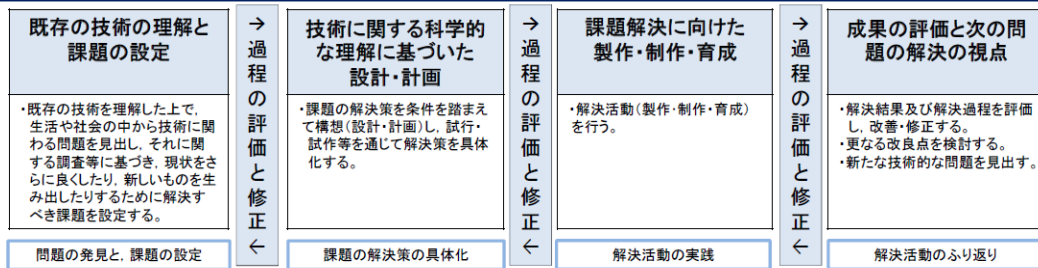 既存の技術の理解と
課題の設定
・既存の技術を理解した上で，
生活や社会の中から技術に関
わる問題を見出し，それに関
する調査等に基づき，現状をさ
らに良くしたり，新しいものを生
み出したりするために解決す
べき課題を設定する。
問題の発見と，課題の設定
→過程の評価と修正←
技術に関する科学的
な理解に基づいた
設計・計画
・課題の解決策を条件を踏まえ
て構想（設計・計画）し，試行・
試作等を通じて解決策を具体
化する。
課題の解決策の具体化
→過程の評価と修正←
課題解決に向けた
製作・制作・育成
・解決活動（製作・制作・育成）
を行う。
解決活動の実践
→過程の評価と修正←
成果の評価と次の問
題の解決の視点
・解決結果及び解決過程を評価
し，改善・修正する。
・更なる改良点を検討する。
・新たな技術的な問題を見出す。
解決活動のふり返り